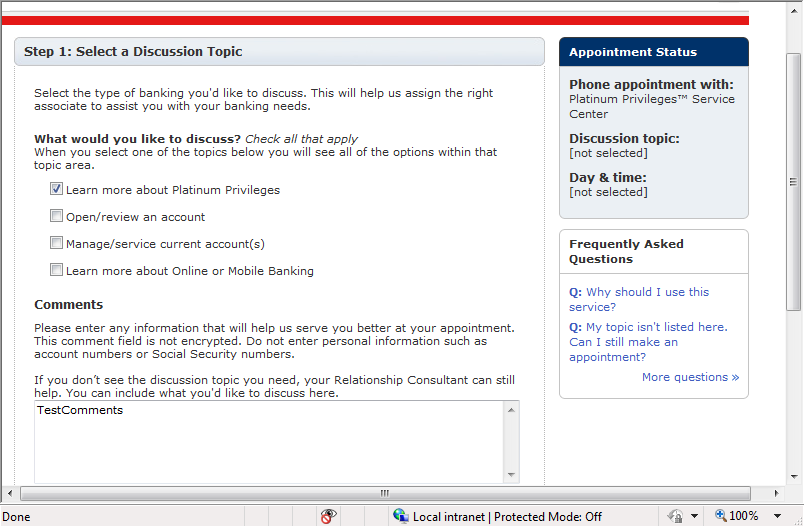 Step 1: Select a Discussion Topic
Select the type of banking you'd like to discuss. This will help us assign the right
associate to assist you with your banking needs.
What would you like to discuss? Check all that apply
When you select one of the topics below you will see all of the options within that
topic area.
Learn more about Platinum Privileges
Open/review an account
Manage/service current account(s)
Learn more about Online or Mobile Banking
Comments
Please enter any information that will help us serve you better at your appointment.
This comment field is not encrypted. Do not enter personal information such as
account numbers or Social Security numbers.
If you don't see the discussion topic you need, your Relationship Consultant can still
help. You can include what you'd like to discuss here.
TestComments
Appointment Status
Phone appointment with:
Platinum Privileges™ Service
Center
Discussion topic:
[not selected]
Day & time:
[not selected]
Frequently Asked
Questions
Q: Why should I use this
service?
Q: My topic isn't listed here.
Can I still make an
appointment?
More questions »
Done
Local intranet | Protected Mode: Off
100%